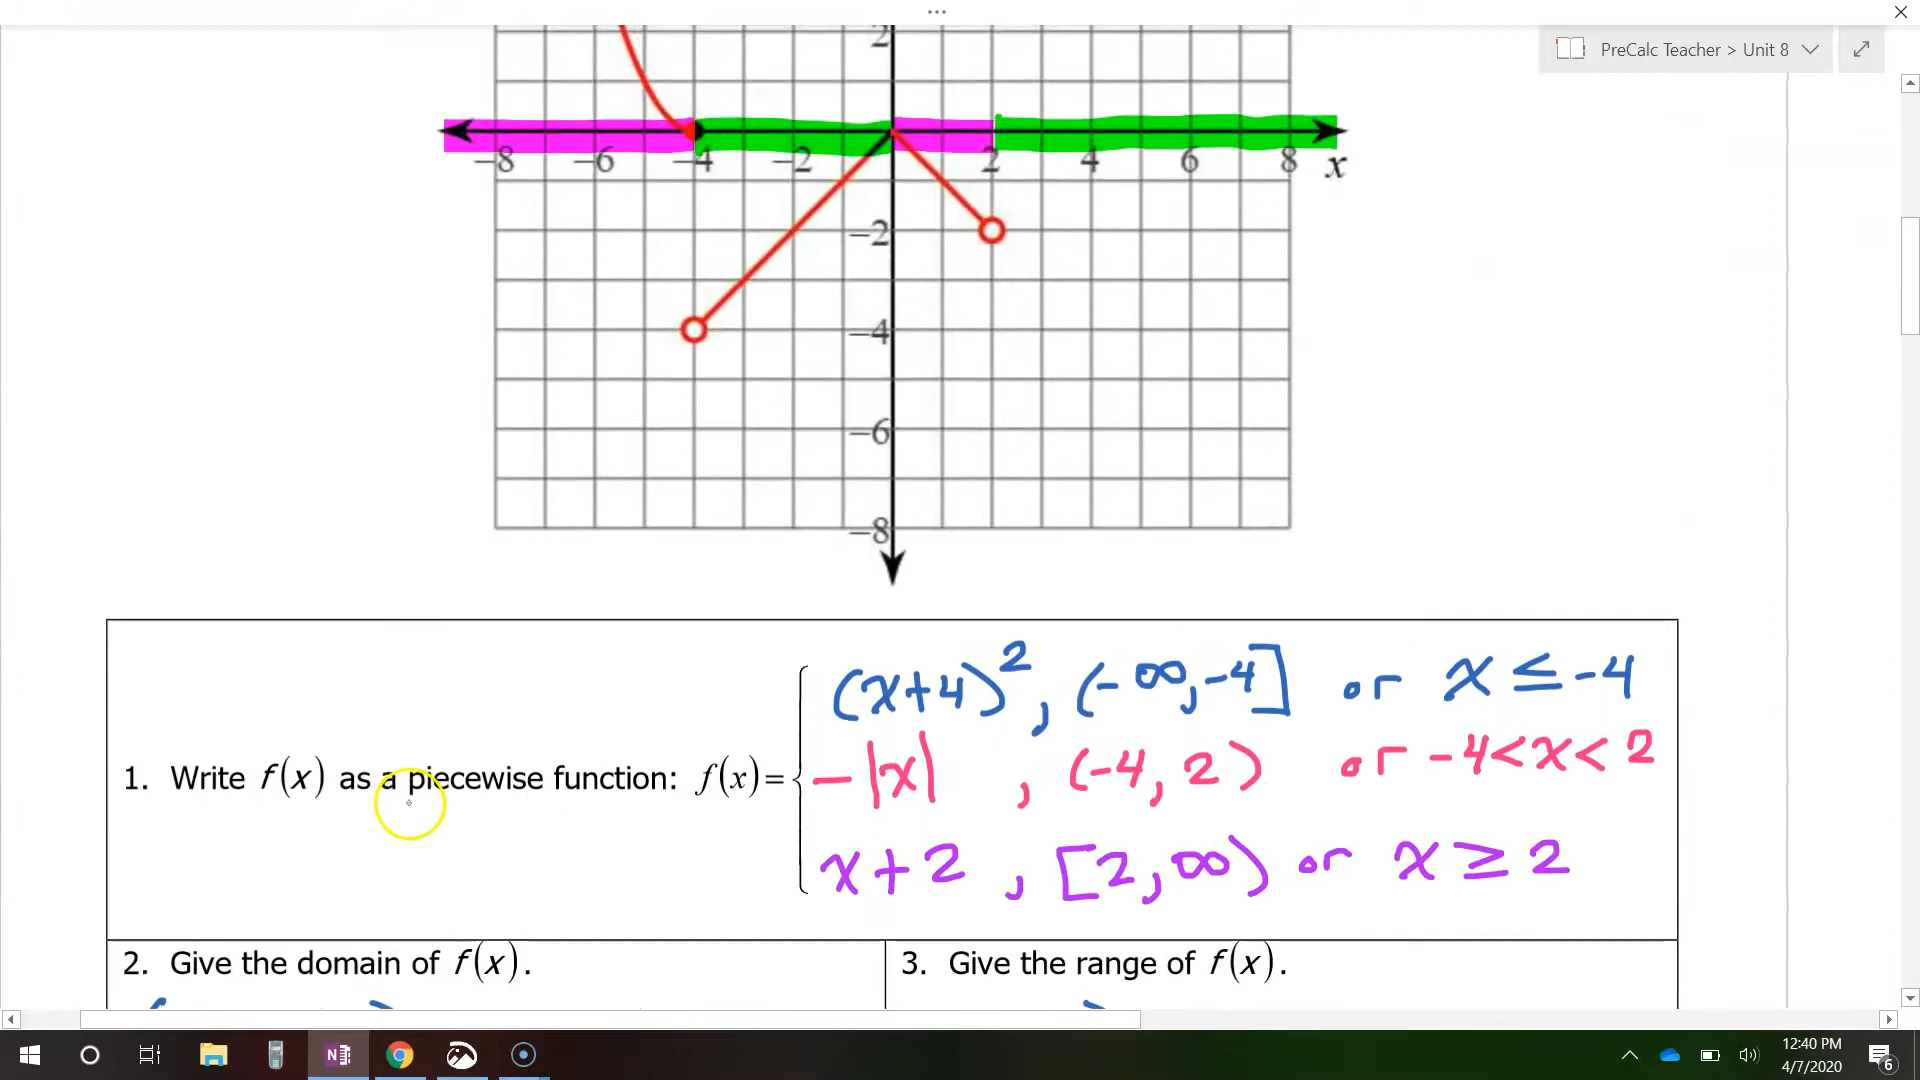 ...
PreCalc Teacher > Unit 8
2
-8 -6 -4 -2 2 4 6 8 x
-2
-4
-6
-8
(x+4)², (-∞,-4] or x ≤ -4
1. Write f(x) as a piecewise function: f(x)= { -|x| , (-4, 2) or -4<x<2
x+2 , [2,∞) or x ≥ 2
2. Give the domain of f(x).
3. Give the range of f(x).
12:40 PM
4/7/2020
6